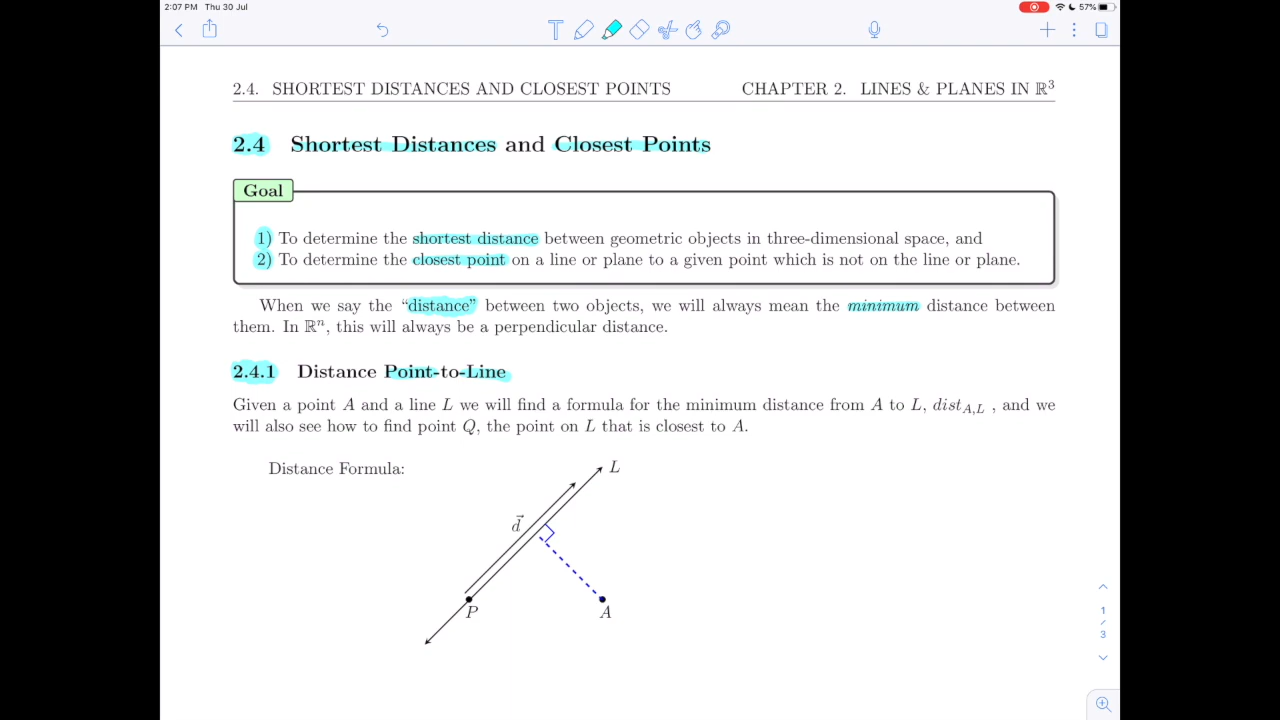 2:07 PM Thu 30 Jul
57%
2.4. SHORTEST DISTANCES AND CLOSEST POINTS CHAPTER 2. LINES & PLANES IN ℝ³
2.4 Shortest Distances and Closest Points
Goal
1) To determine the shortest distance between geometric objects in three-dimensional space, and
2) To determine the closest point on a line or plane to a given point which is not on the line or plane.
When we say the “distance” between two objects, we will always mean the minimum distance between
them. In ℝⁿ, this will always be a perpendicular distance.
2.4.1 Distance Point-to-Line
Given a point A and a line L we will find a formula for the minimum distance from A to L, dist_{A,L} , and we
will also see how to find point Q, the point on L that is closest to A.
Distance Formula:
L
d⃗
P
A
1
/
3